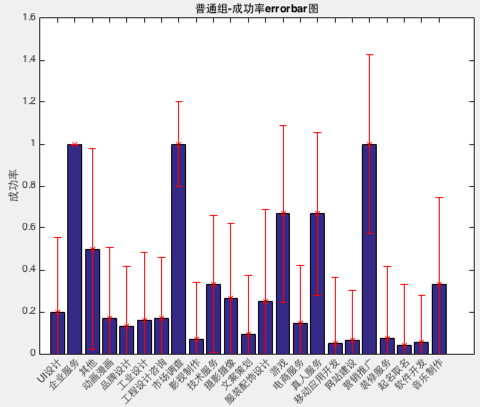 普通组-成功率errorbar图
成功率
1.6
1.4
1.2
1
0.8
0.6
0.4
0.2
0
UI设计
企业服务
其他
动画漫画
品牌设计
工业设计
工程设计咨询
市场调查
影视制作
技术服务
摄影摄像
文案策划
服装配饰设计
游戏
电商服务
真人服务
移动应用开发
网站建设
营销推广
装修服务
起名取名
软件开发
音乐制作